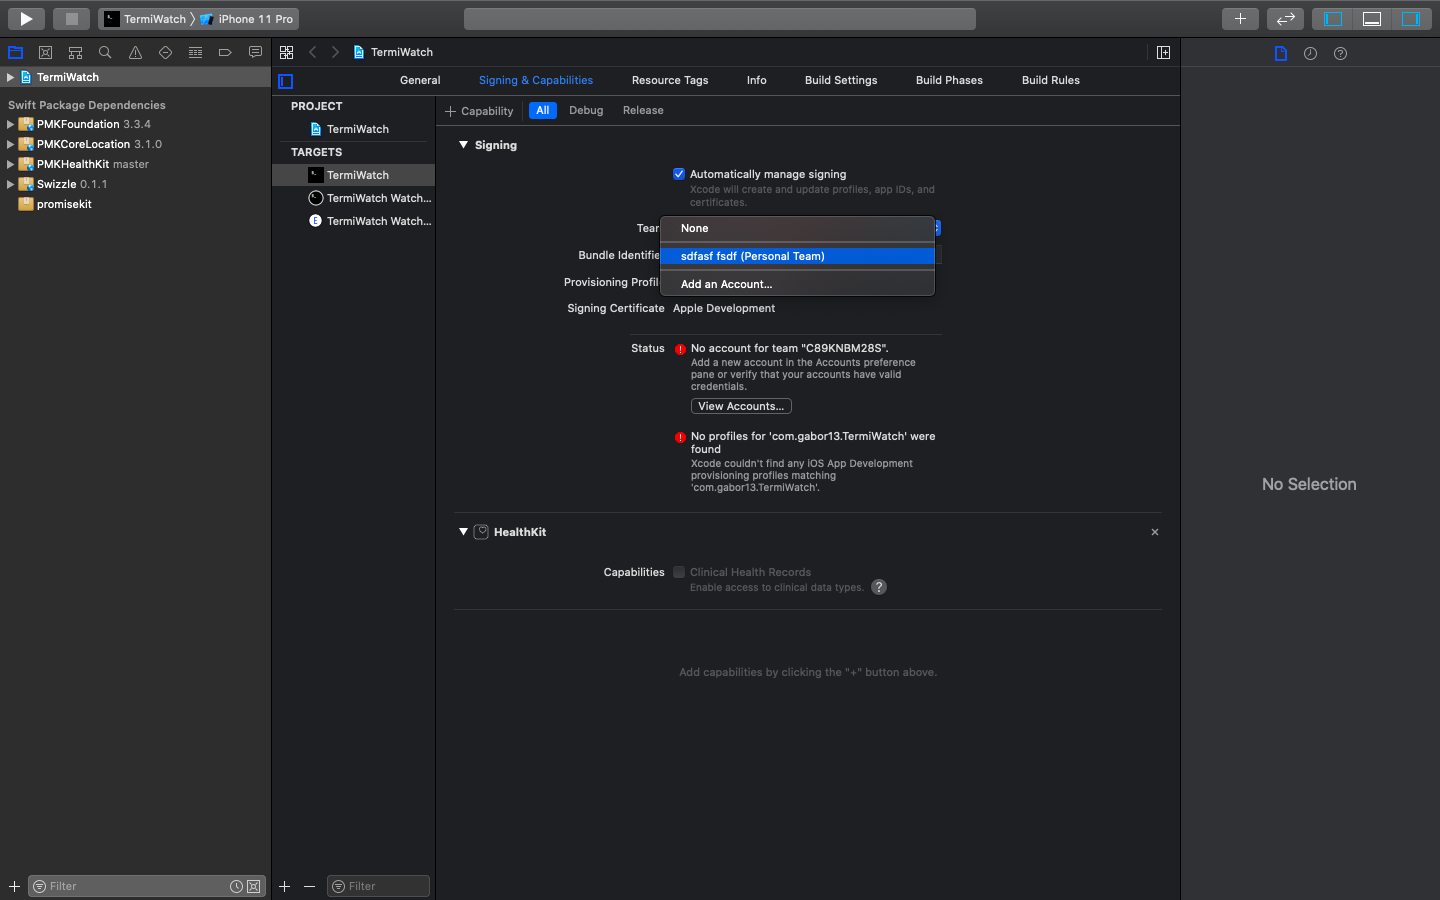 TermiWatch
iPhone 11 Pro
TermiWatch
TermiWatch
General
Signing & Capabilities
Resource Tags
Info
Build Settings
Build Phases
Build Rules
Swift Package Dependencies
PMKFoundation 3.3.4
PMKCoreLocation 3.1.0
PMKHealthKit master
Swizzle 0.1.1
promisekit
PROJECT
TermiWatch
TARGETS
TermiWatch
TermiWatch Watch...
TermiWatch Watch...
Capability
All
Debug
Release
Signing
Automatically manage signing
Xcode will create and update profiles, app IDs, and
certificates.
None
Bundle Identifie
sdfasf fsdf (Personal Team)
Provisioning Profil
Add an Account...
Signing Certificate
Apple Development
Status
No account for team "C89KNBM28S".
Add a new account in the Accounts preference
pane or verify that your accounts have valid
credentials.
View Accounts...
No profiles for 'com.gabor13.TermiWatch' were
found
Xcode couldn't find any iOS App Development
provisioning profiles matching
'com.gabor13.TermiWatch'.
HealthKit
Capabilities
Clinical Health Records
Enable access to clinical data types.
?
Add capabilities by clicking the "+" button above.
No Selection
Filter
Filter